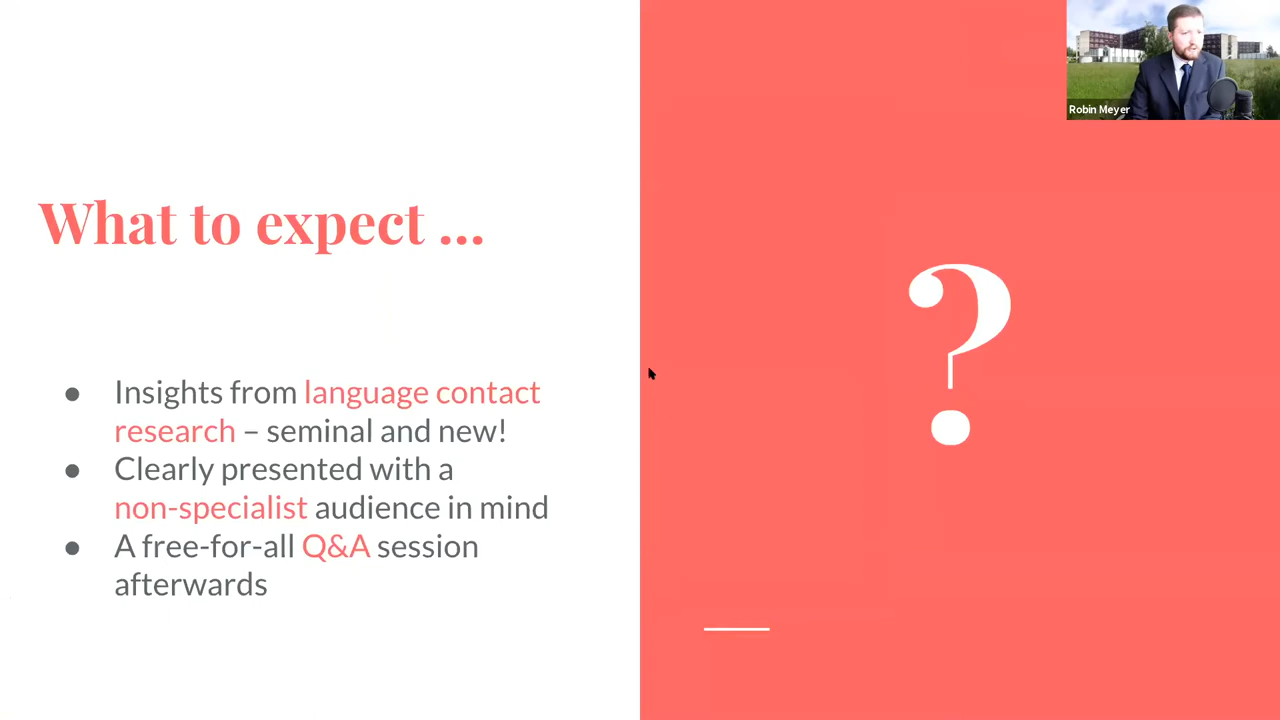 Robin Meyer
What to expect ...
● Insights from language contact
research – seminal and new!
● Clearly presented with a
non-specialist audience in mind
● A free-for-all Q&A session
afterwards
?